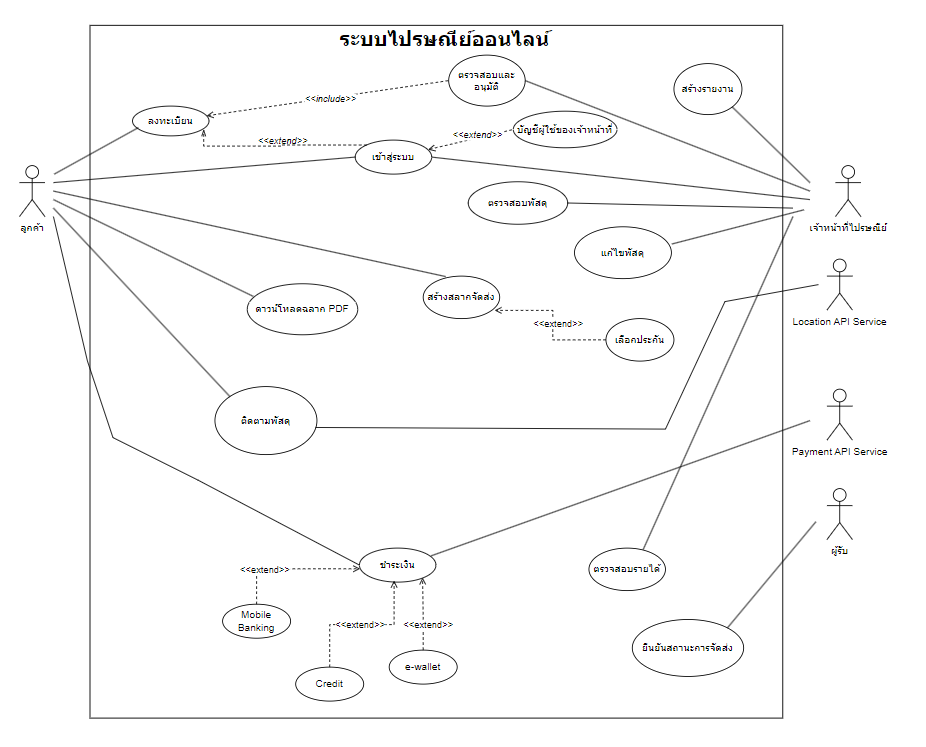 ระบบไปรษณีย์ออนไลน์
ตรวจสอบและ
อนุมัติ
สร้างรายงาน
<<include>>
ลงทะเบียน
<<extend>>
<<extend>>
บัญชีผู้ใช้ของเจ้าหน้าที่
เข้าสู่ระบบ
ตรวจสอบพัสดุ
ลูกค้า
เจ้าหน้าที่ไปรษณีย์
แก้ไขพัสดุ
สร้างสลากจัดส่ง
ดาวน์โหลดฉลาก PDF
Location API Service
<<extend>>
เลือกประกัน
ติดตามพัสดุ
Payment API Service
ผู้รับ
ชำระเงิน
<<extend>>
ตรวจสอบรายได้
Mobile
Banking
<<extend>>
<<extend>>
ยืนยันสถานะการจัดส่ง
e-wallet
Credit